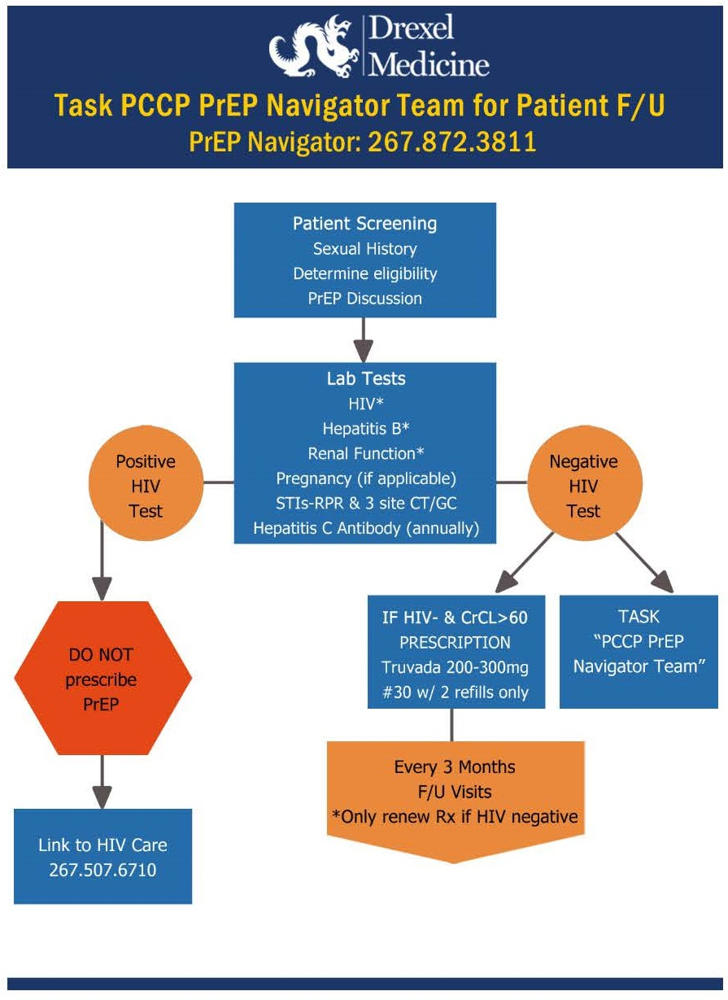 Drexel
Medicine
Task PCCP PrEP Navigator Team for Patient F/U
PrEP Navigator: 267.872.3811
Patient Screening
Sexual History
Determine eligibility
PrEP Discussion
Lab Tests
HIV*
Hepatitis B*
Renal Function*
Pregnancy (if applicable)
STIs-RPR & 3 site CT/GC
Hepatitis C Antibody (annually)
Positive
HIV
Test
Negative
HIV
Test
DO NOT
prescribe
PrEP
IF HIV- & CrCL>60
PRESCRIPTION
Truvada 200-300mg
#30 w/ 2 refills only
TASK
“PCCP PrEP
Navigator Team”
Every 3 Months
F/U Visits
*Only renew Rx if HIV negative
Link to HIV Care
267.507.6710